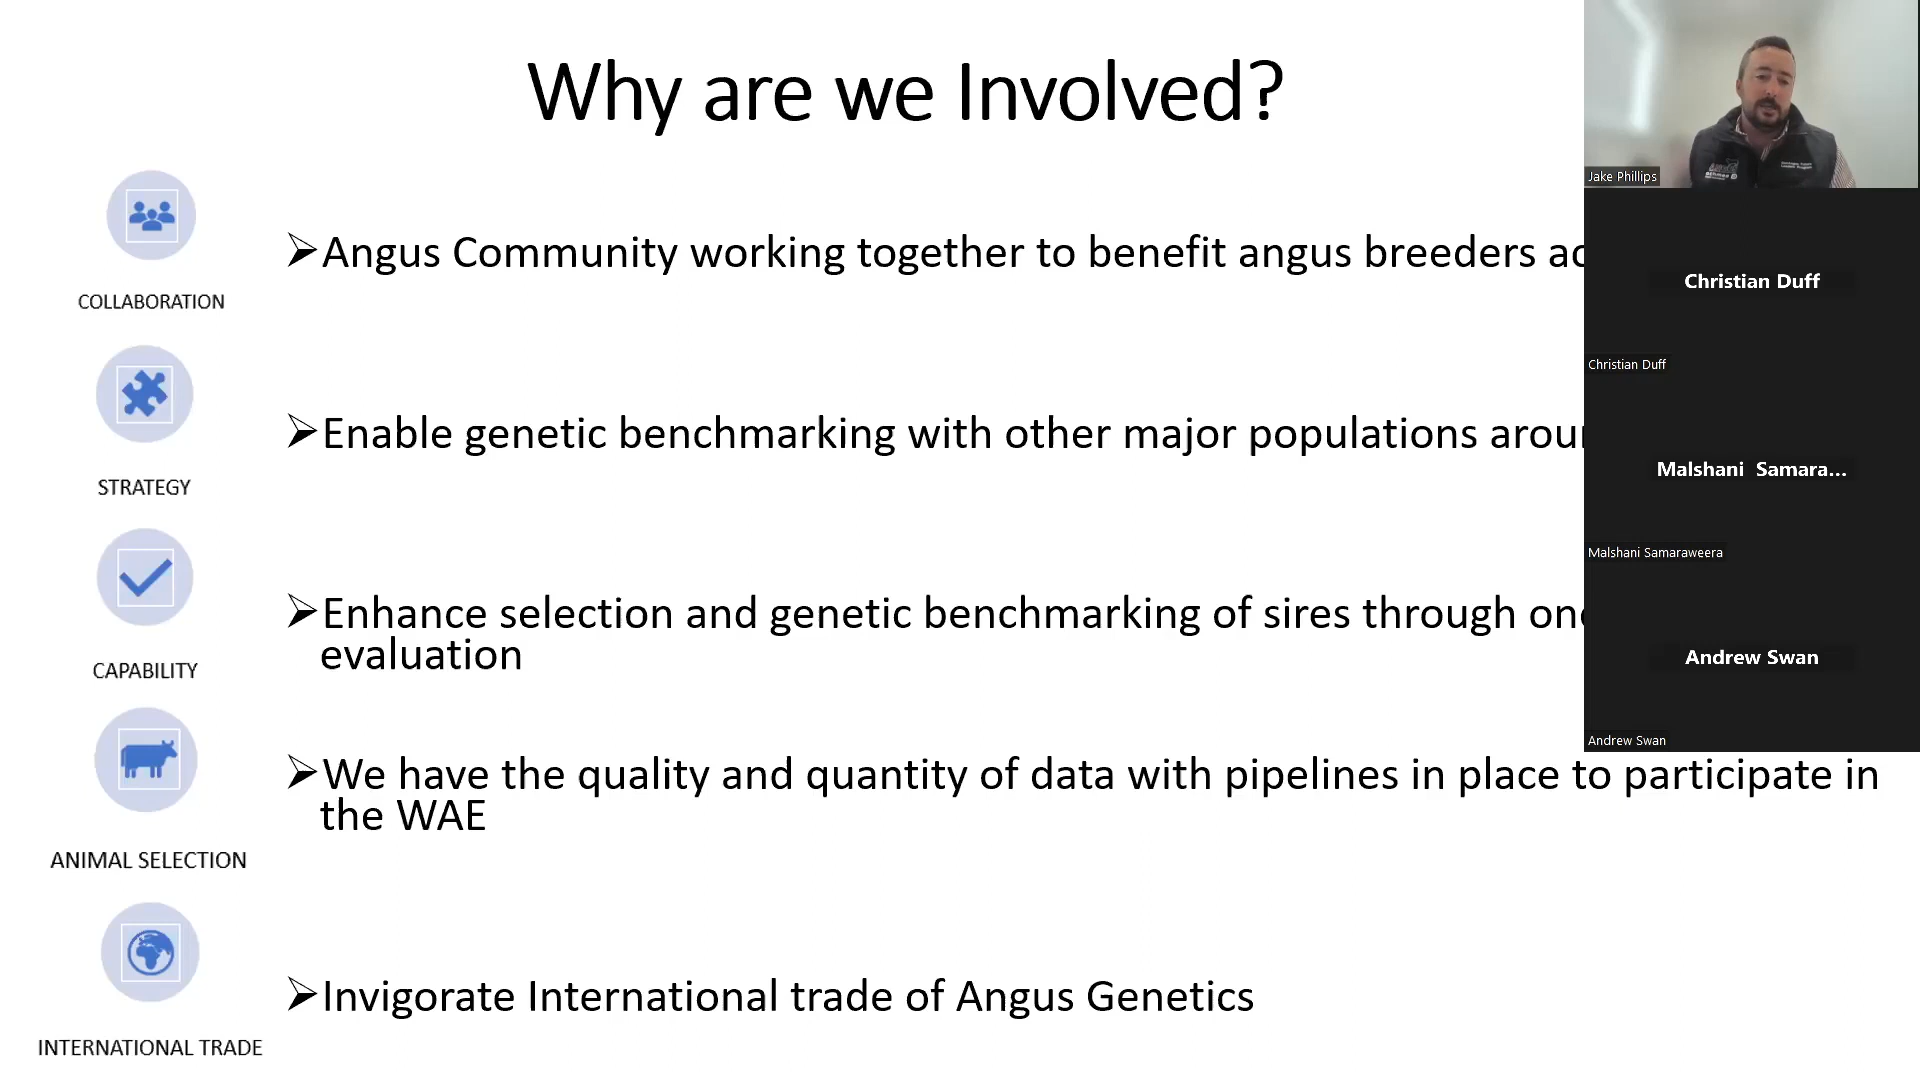 Why are we Involved?
Jake Phillips
COLLABORATION
➢Angus Community working together to benefit angus breeders
Christian Duff
Christian Duff
STRATEGY
➢Enable genetic benchmarking with other major populations
Malshani Samara...
Malshani Samaraweera
CAPABILITY
➢Enhance selection and genetic benchmarking of sires through
evaluation
Andrew Swan
Andrew Swan
ANIMAL SELECTION
➢We have the quality and quantity of data with pipelines in place to participate in
the WAE
INTERNATIONAL TRADE
➢Invigorate International trade of Angus Genetics